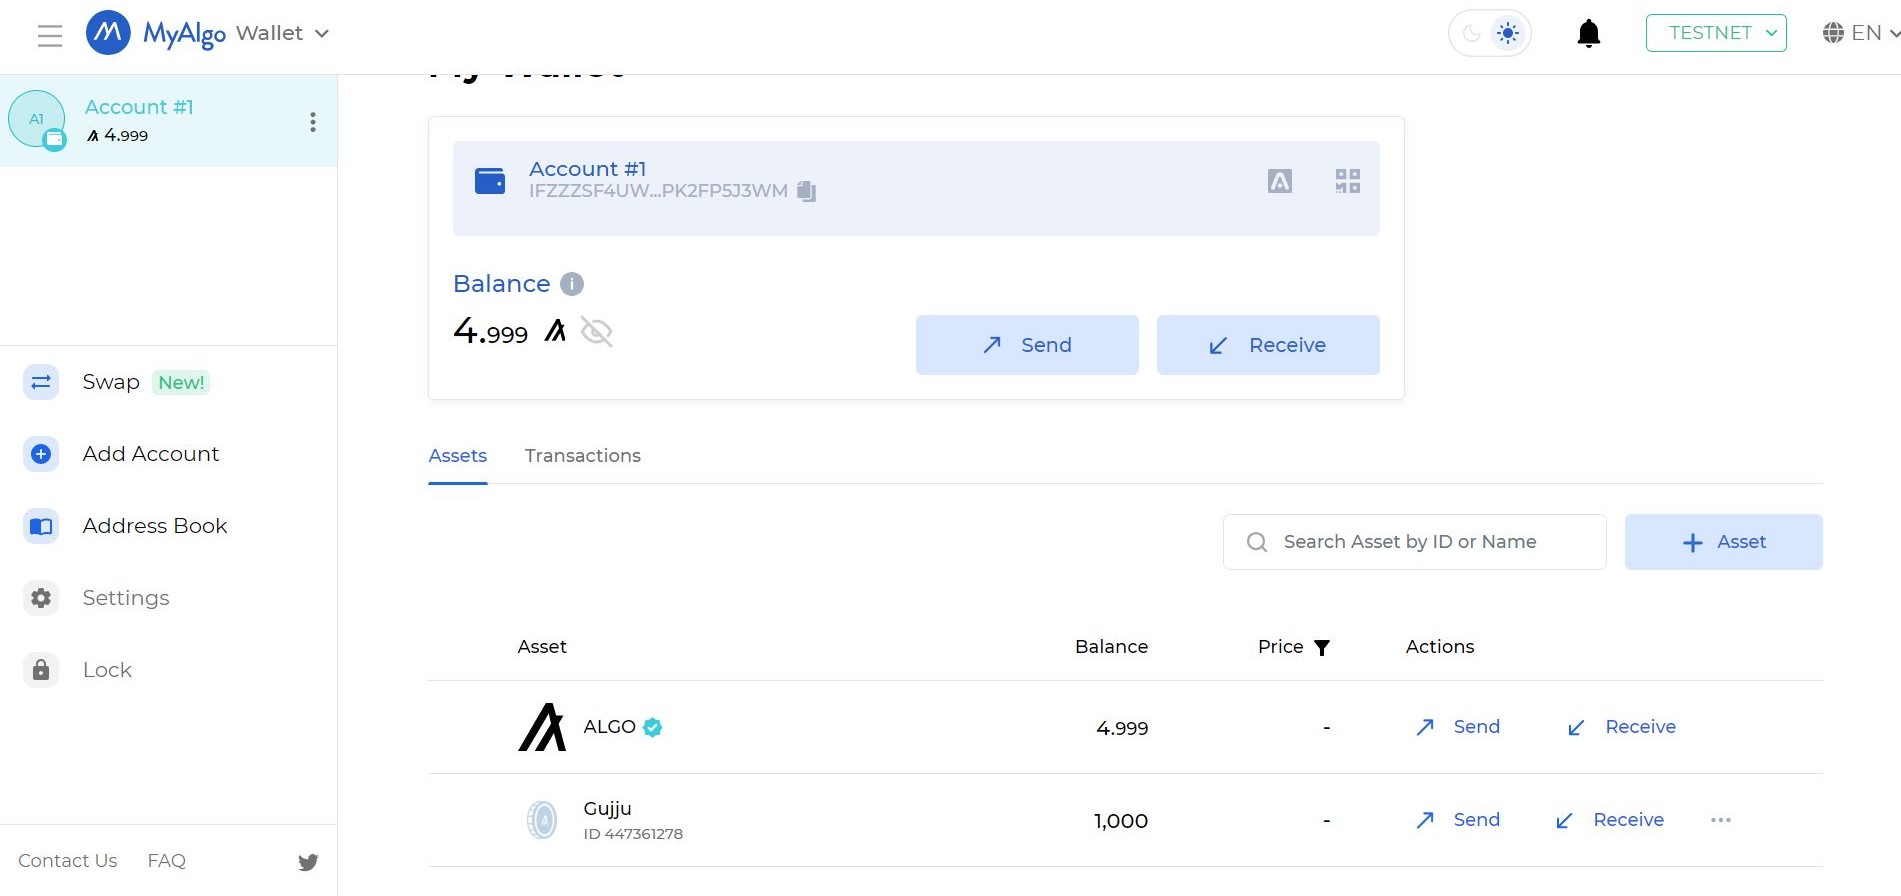 MyAlgo Wallet
TESTNET
EN
A1
Account #1
4.999
Swap New!
Add Account
Address Book
Settings
Lock
Contact Us FAQ
My Wallet
Account #1
IFZZZSF4UW...PK2FP5J3WM
Balance
4.999
Send Receive
Assets Transactions
Search Asset by ID or Name
+ Asset
Asset Balance Price Actions
ALGO 4.999 - Send Receive
Gujju
ID 447361278
1,000 - Send Receive